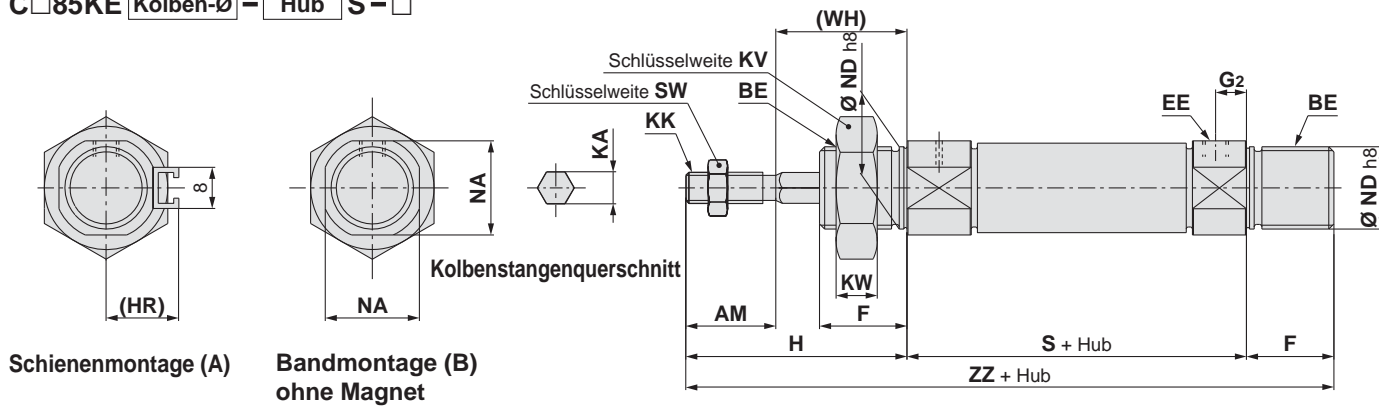 C□85KE Kolben-Ø – Hub S – □
(WH)
Schlüsselweite KV
Ø ND h8
G2
Schlüsselweite SW
BE
EE
BE
KK
KA
8
NA
Ø ND h8
Kolbenstangenquerschnitt
KW
(HR)
NA
AM
F
H
S + Hub
F
ZZ + Hub
Schienenmontage (A)
Bandmontage (B)
ohne Magnet